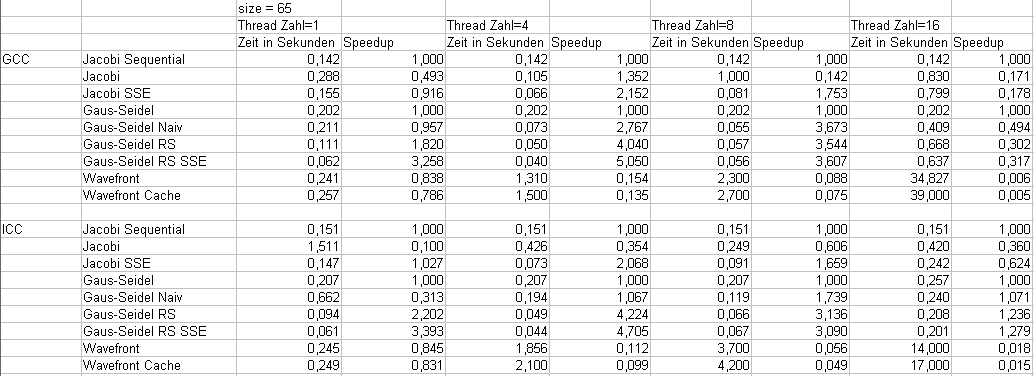 size = 65
Thread Zahl=1 Thread Zahl=4 Thread Zahl=8 Thread Zahl=16
Zeit in Sekunden Speedup Zeit in Sekunden Speedup Zeit in Sekunden Speedup Zeit in Sekunden Speedup
GCC Jacobi Sequential 0,142 1,000 0,142 1,000 0,142 1,000 0,142 1,000
Jacobi 0,288 0,493 0,105 1,352 1,000 0,142 0,830 0,171
Jacobi SSE 0,155 0,916 0,066 2,152 0,081 1,753 0,799 0,178
Gaus-Seidel 0,202 1,000 0,202 1,000 0,202 1,000 0,202 1,000
Gaus-Seidel Naiv 0,211 0,957 0,073 2,767 0,055 3,673 0,409 0,494
Gaus-Seidel RS 0,111 1,820 0,050 4,040 0,057 3,544 0,668 0,302
Gaus-Seidel RS SSE 0,062 3,258 0,040 5,050 0,056 3,607 0,637 0,317
Wavefront 0,241 0,838 1,310 0,154 2,300 0,088 34,827 0,006
Wavefront Cache 0,257 0,786 1,500 0,135 2,700 0,075 39,000 0,005
ICC Jacobi Sequential 0,151 1,000 0,151 1,000 0,151 1,000 0,151 1,000
Jacobi 1,511 0,100 0,426 0,354 0,249 0,606 0,420 0,360
Jacobi SSE 0,147 1,027 0,073 2,068 0,091 1,659 0,242 0,624
Gaus-Seidel 0,207 1,000 0,207 1,000 0,207 1,000 0,257 1,000
Gaus-Seidel Naiv 0,662 0,313 0,194 1,067 0,119 1,739 0,240 1,071
Gaus-Seidel RS 0,094 2,202 0,049 4,224 0,066 3,136 0,208 1,236
Gaus-Seidel RS SSE 0,061 3,393 0,044 4,705 0,067 3,090 0,201 1,279
Wavefront 0,245 0,845 1,856 0,112 3,700 0,056 14,000 0,018
Wavefront Cache 0,249 0,831 2,100 0,099 4,200 0,049 17,000 0,015